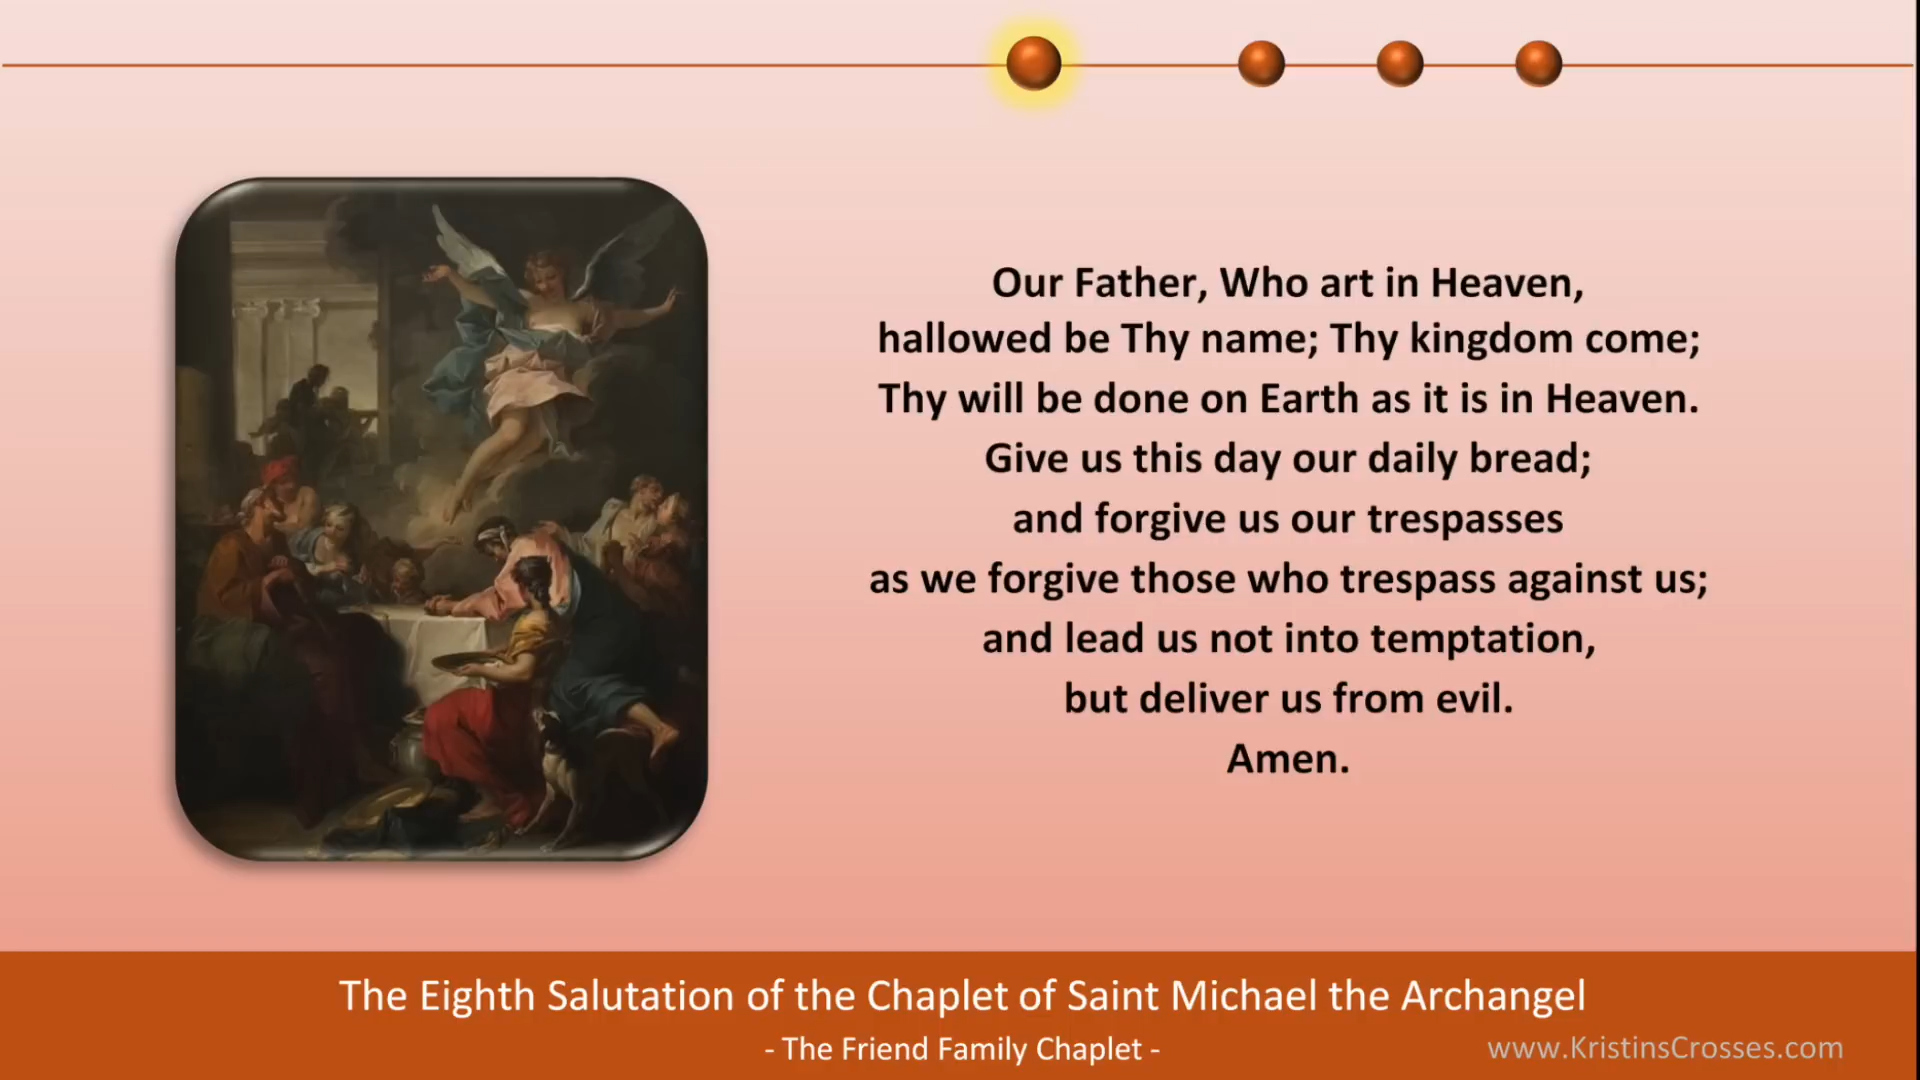 Our Father, Who art in Heaven,
hallowed be Thy name; Thy kingdom come;
Thy will be done on Earth as it is in Heaven.
Give us this day our daily bread;
and forgive us our trespasses
as we forgive those who trespass against us;
and lead us not into temptation,
but deliver us from evil.
Amen.
The Eighth Salutation of the Chaplet of Saint Michael the Archangel
- The Friend Family Chaplet -
www.KristinsCrosses.com